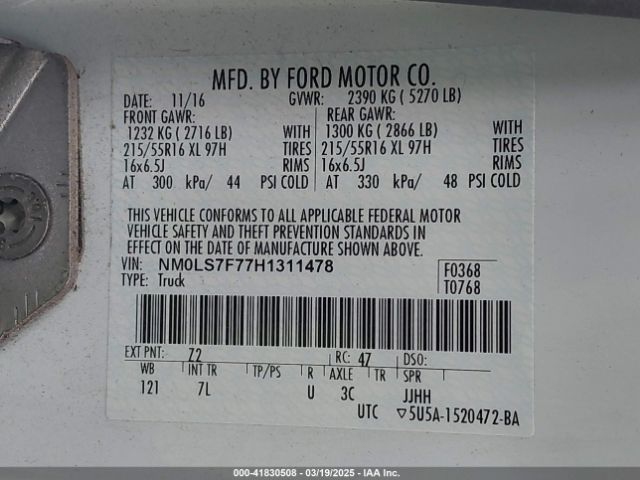 MFD. BY FORD MOTOR CO.
DATE: 11/16 GVWR: 2390 KG ( 5270 LB)
FRONT GAWR: REAR GAWR:
1232 KG ( 2716 LB) WITH 1300 KG ( 2866 LB) WITH
215/55R16 XL 97H TIRES 215/55R16 XL 97H TIRES
16x6.5J RIMS 16x6.5J RIMS
AT 300 kPa/ 44 PSI COLD AT 330 kPa/ 48 PSI COLD
THIS VEHICLE CONFORMS TO ALL APPLICABLE FEDERAL MOTOR
VEHICLE SAFETY AND THEFT PREVENTION STANDARDS IN
EFFECT ON THE DATE OF MANUFACTURE SHOWN ABOVE.
VIN: NM0LS7F77H1311478 F0368
TYPE: Truck T0768
EXT PNT: Z2 RC: 47 DSO:
WB INT TR TP/PS R AXLE TR SPR
121 7L U 3C JJHH
UTC ▽5U5A-1520472-BA
000-41830508 - 03/19/2025 - IAA Inc.